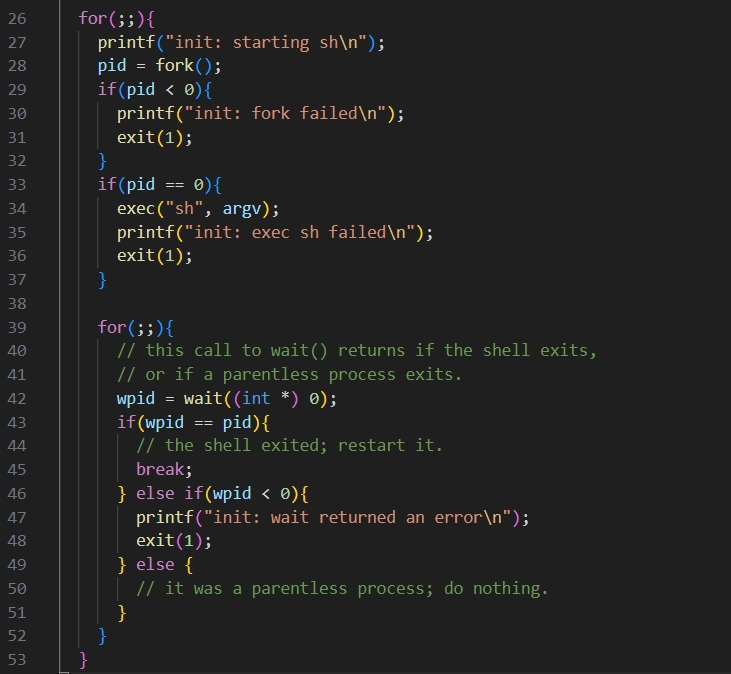 26 for(;;){
27 printf("init: starting sh\n");
28 pid = fork();
29 if(pid < 0){
30 printf("init: fork failed\n");
31 exit(1);
32 }
33 if(pid == 0){
34 exec("sh", argv);
35 printf("init: exec sh failed\n");
36 exit(1);
37 }
38
39 for(;;){
40 // this call to wait() returns if the shell exits,
41 // or if a parentless process exits.
42 wpid = wait((int *) 0);
43 if(wpid == pid){
44 // the shell exited; restart it.
45 break;
46 } else if(wpid < 0){
47 printf("init: wait returned an error\n");
48 exit(1);
49 } else {
50 // it was a parentless process; do nothing.
51 }
52 }
53 }